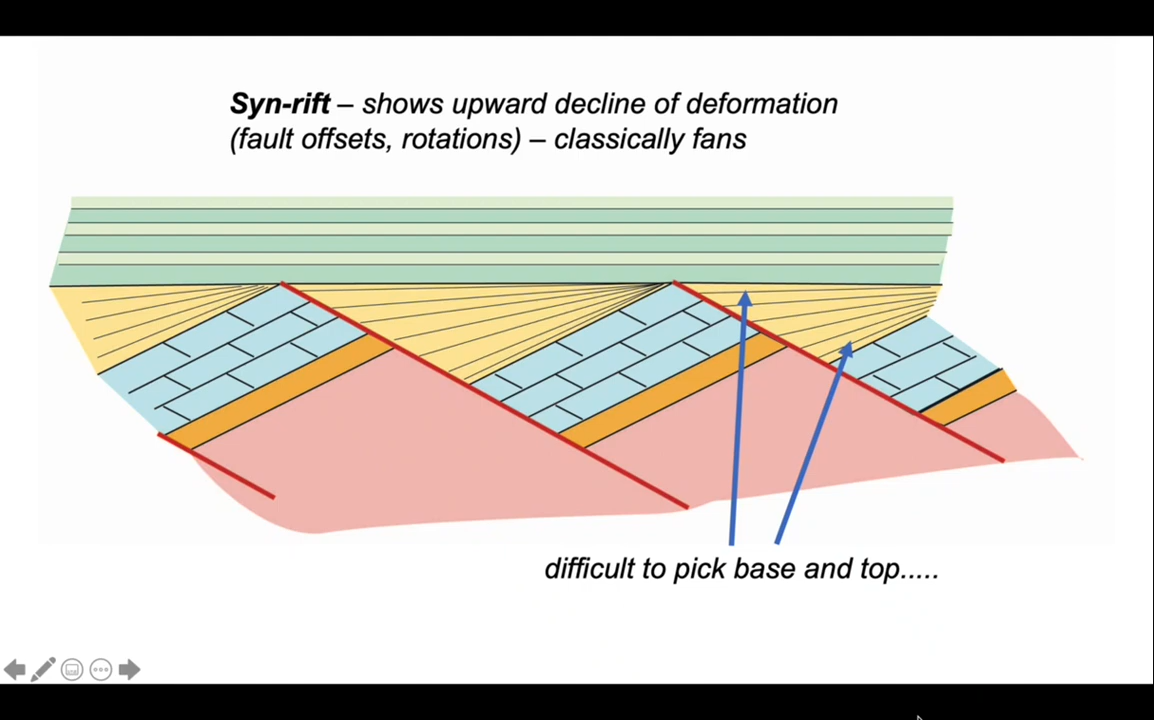 Syn-rift – shows upward decline of deformation
(fault offsets, rotations) – classically fans
difficult to pick base and top.....